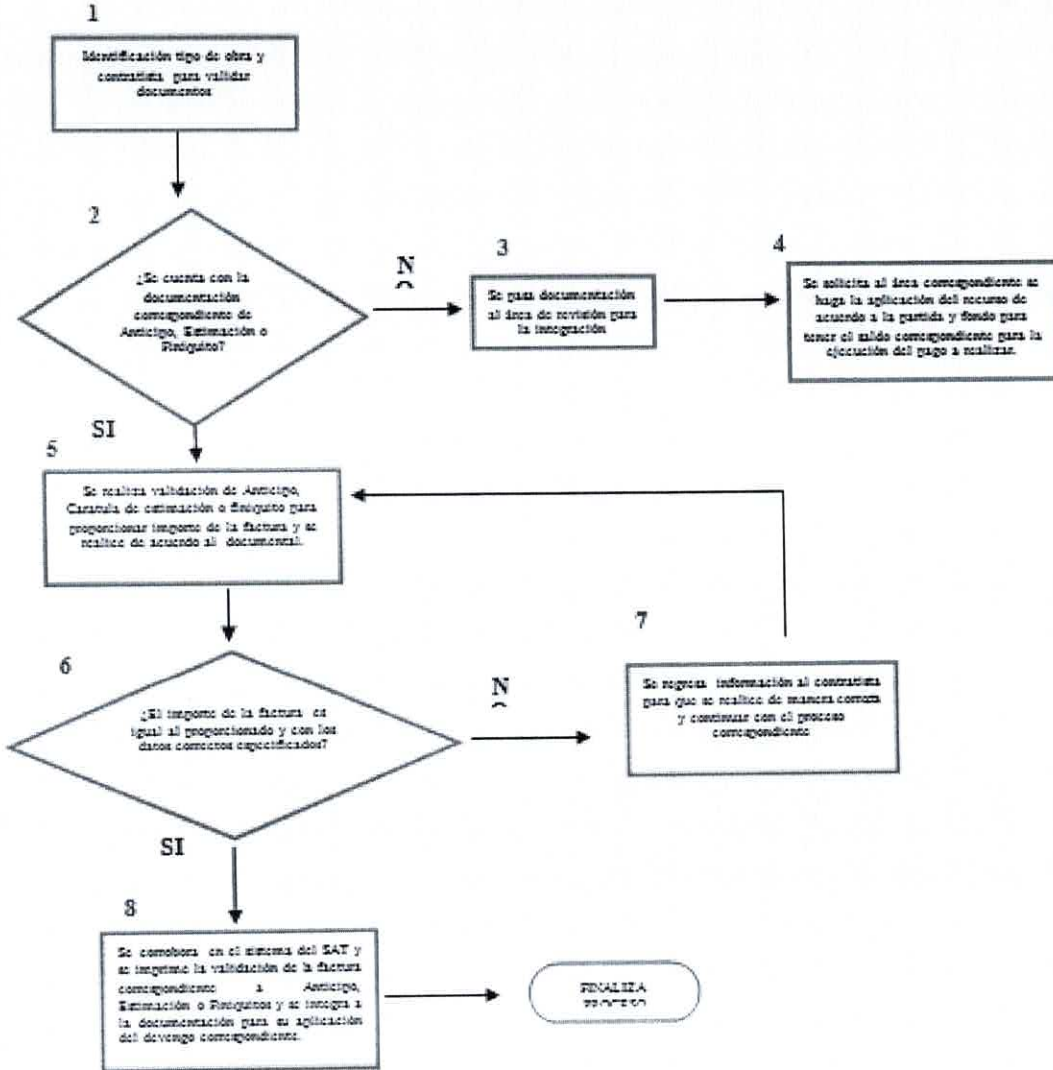 1
Identificación tipo de obra y
contratista para validar
documentos
2
¿Se cuenta con la
documentación
correspondiente de
Anticipo, Estimación o
Finiquito?
N
3
Se pasa documentación
al área de revisión para
la integración
4
Se solicita al área correspondiente se
haga la aplicación del recurso de
acuerdo a la partida y fondo para
tener el saldo correspondiente para la
ejecución del pago a realizar.
SI
5
Se realiza validación de Anticipo,
Caratula de estimación o finiquito para
proporcionar importe de la factura y se
realice de acuerdo al documental.
6
¿El importe de la factura es
igual al proporcionado y con los
datos correctos especificados?
N
7
Se regresa información al contratista
para que se realice de manera correcta
y continuar con el proceso
correspondiente
SI
8
Se corrobora en el sistema del SAT y
se imprime la validación de la factura
correspondiente a Anticipo,
Estimación o Finiquitos y se integra a
la documentación para su aplicación
del devengo correspondiente.
FINALIZA
PROCESO